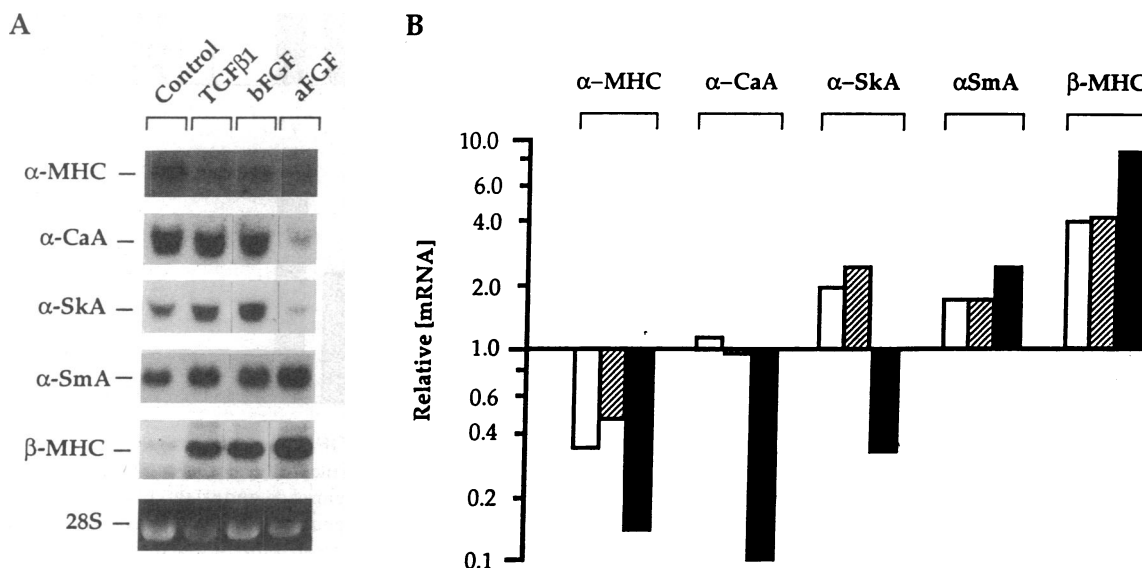 A
Control TGFβ1 bFGF aFGF
α-MHC
α-CaA
α-SkA
α-SmA
β-MHC
28S
B
α-MHC α-CaA α-SkA αSmA β-MHC
Relative [mRNA]
10.0
6.0
4.0
2.0
1.0
0.6
0.4
0.2
0.1